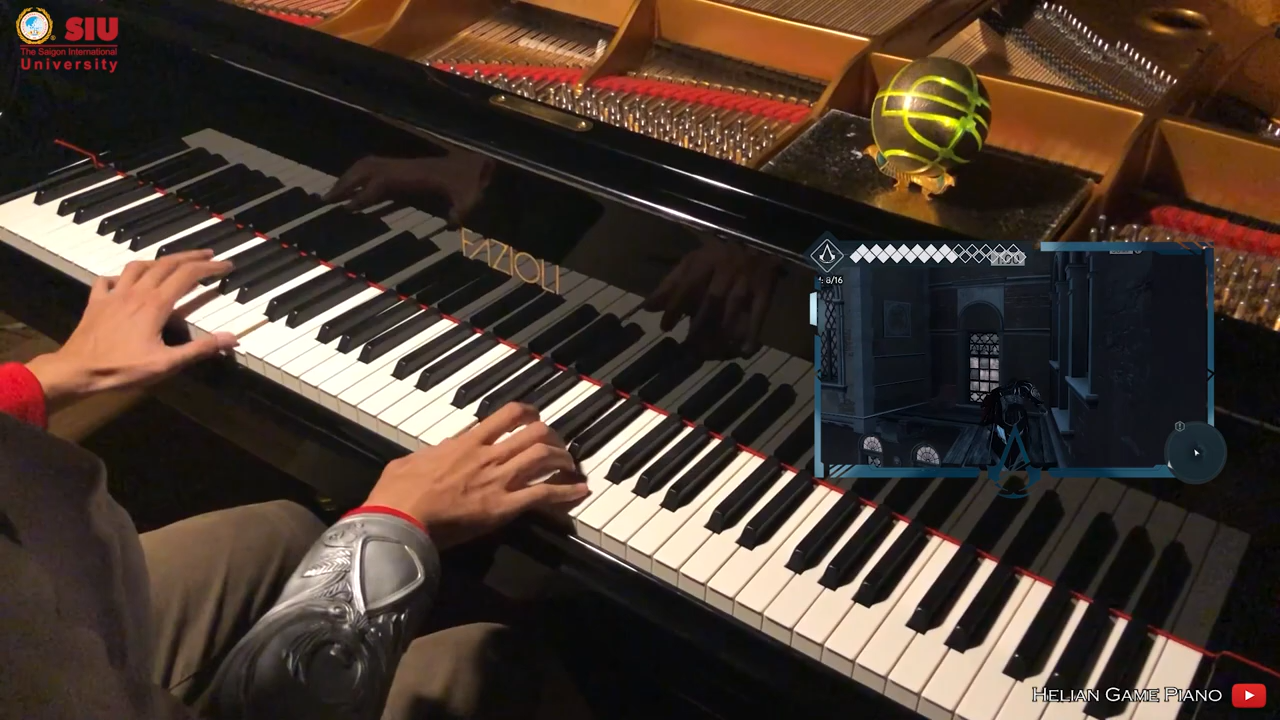 SIU
The Saigon International
University
FAZIOLI
8/16
HELIAN GAME PIANO